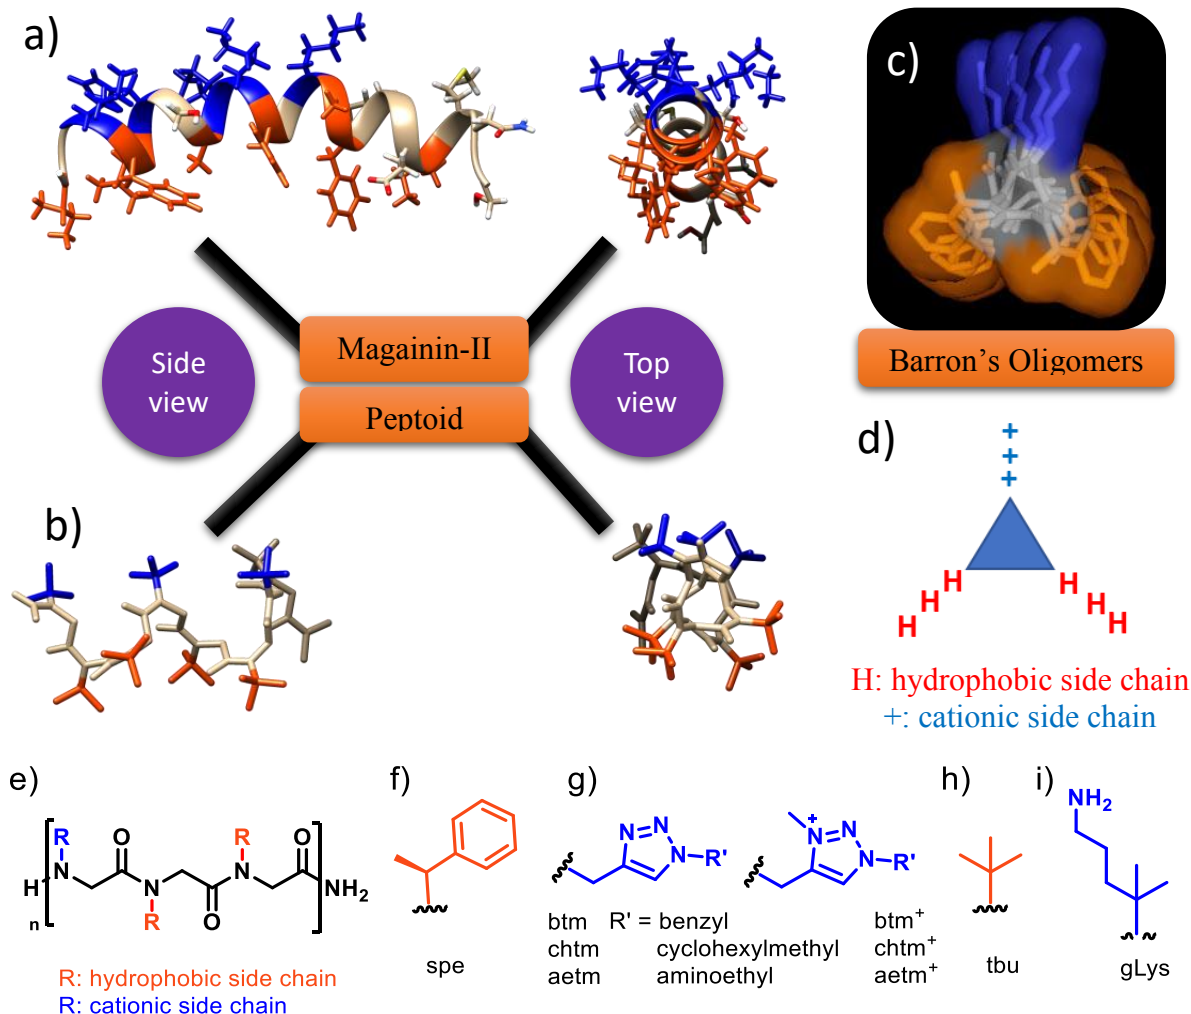 a)
c)
Side
view
Magainin-II
Peptoid
Top
view
Barron's Oligomers
b)
d)
+
+
+
H
H
H
H
H
H
H: hydrophobic side chain
+: cationic side chain
e)
R
O
R
O
N
N
N
H
NH2
n
R
O
R: hydrophobic side chain
R: cationic side chain
f)
spe
g)
N
N
N
R'
N
+
N
N
R'
btm R' = benzyl btm+
chtm cyclohexylmethyl chtm+
aetm aminoethyl aetm+
h)
tbu
i)
NH2
gLys